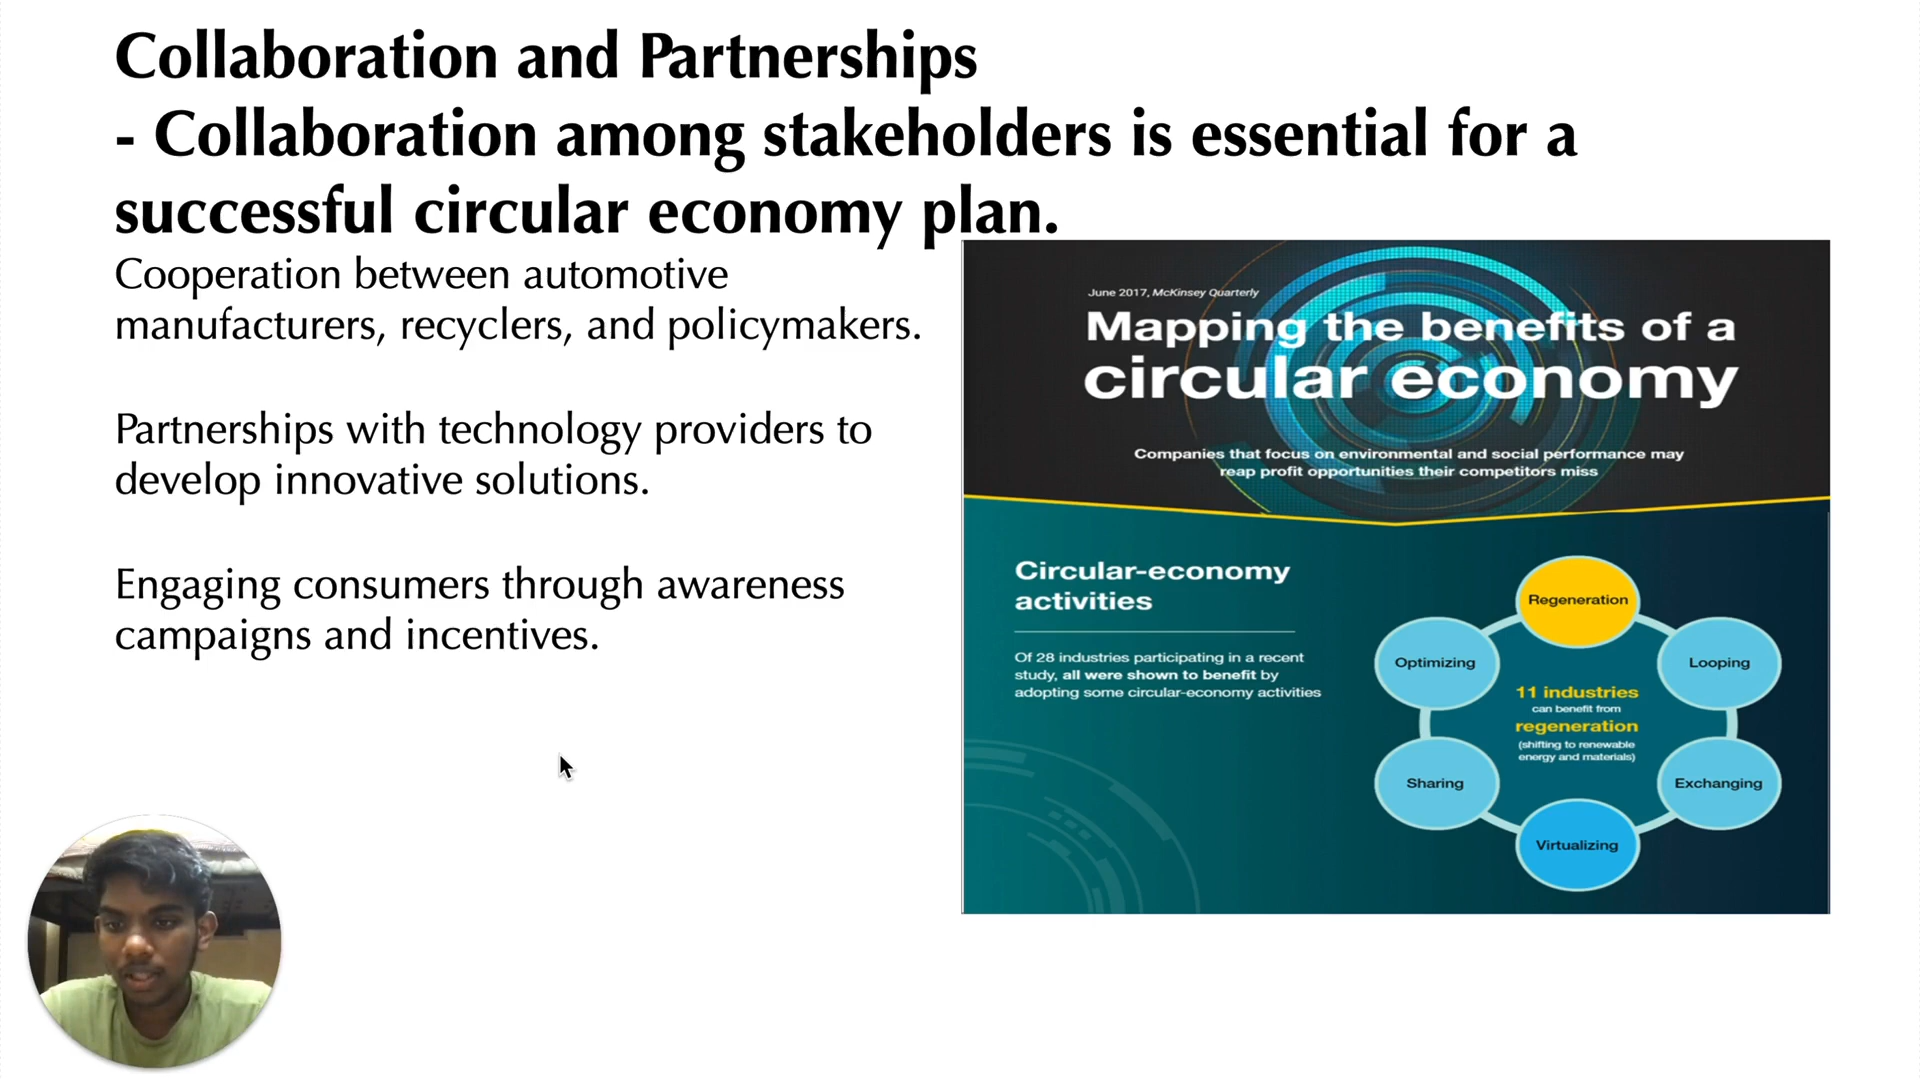 Collaboration and Partnerships
- Collaboration among stakeholders is essential for a
successful circular economy plan.
Cooperation between automotive
manufacturers, recyclers, and policymakers.
Partnerships with technology providers to
develop innovative solutions.
Engaging consumers through awareness
campaigns and incentives.
June 2017, McKinsey Quarterly
Mapping the benefits of a
circular economy
Companies that focus on environmental and social performance may
reap profit opportunities their competitors miss
Circular-economy
activities
Of 28 industries participating in a recent
study, all were shown to benefit by
adopting some circular-economy activities
Regeneration
Optimizing
Looping
11 industries
can benefit from
regeneration
(shifting to renewable
energy and materials)
Sharing
Exchanging
Virtualizing